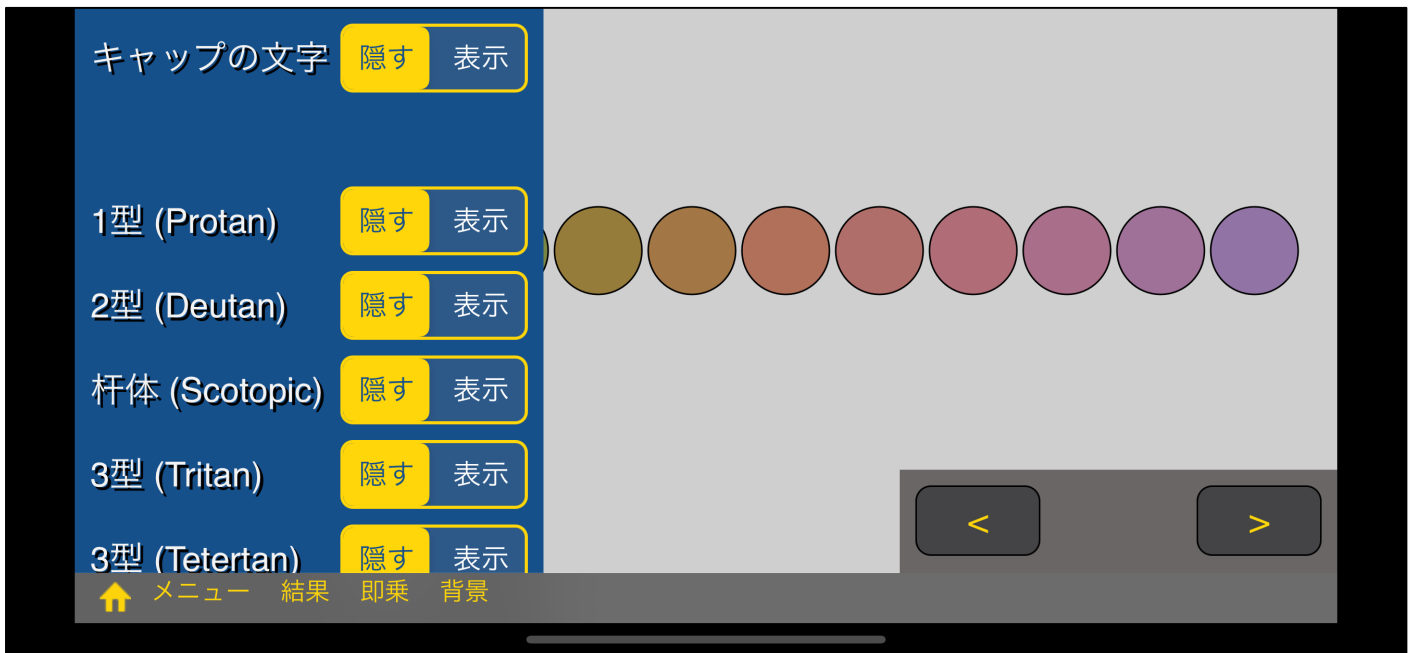 キャップの文字 隠す 表示
1型 (Protan) 隠す 表示
2型 (Deutan) 隠す 表示
杆体 (Scotopic) 隠す 表示
3型 (Tritan) 隠す 表示
3型 (Tetertan) 隠す 表示
< >
メニュー 結果 即乗 背景